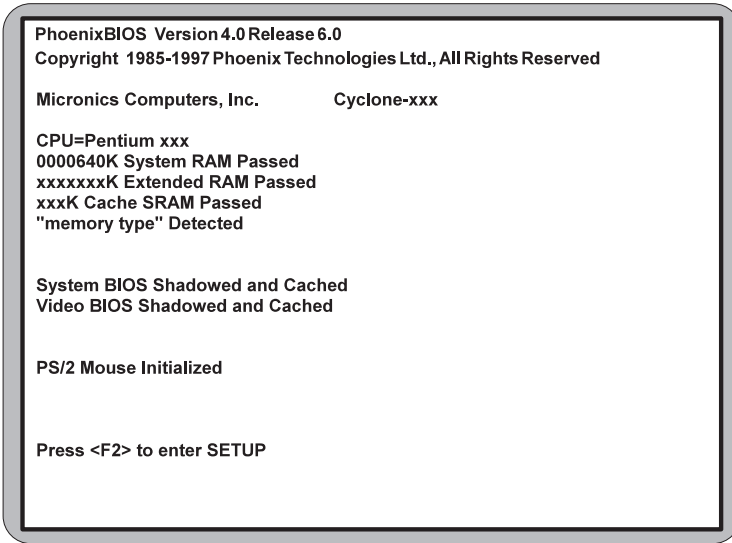 PhoenixBIOS Version 4.0 Release 6.0
Copyright 1985-1997 Phoenix Technologies Ltd., All Rights Reserved
Micronics Computers, Inc. Cyclone-xxx
CPU=Pentium xxx
0000640K System RAM Passed
xxxxxxxK Extended RAM Passed
xxxK Cache SRAM Passed
"memory type" Detected
System BIOS Shadowed and Cached
Video BIOS Shadowed and Cached
PS/2 Mouse Initialized
Press <F2> to enter SETUP